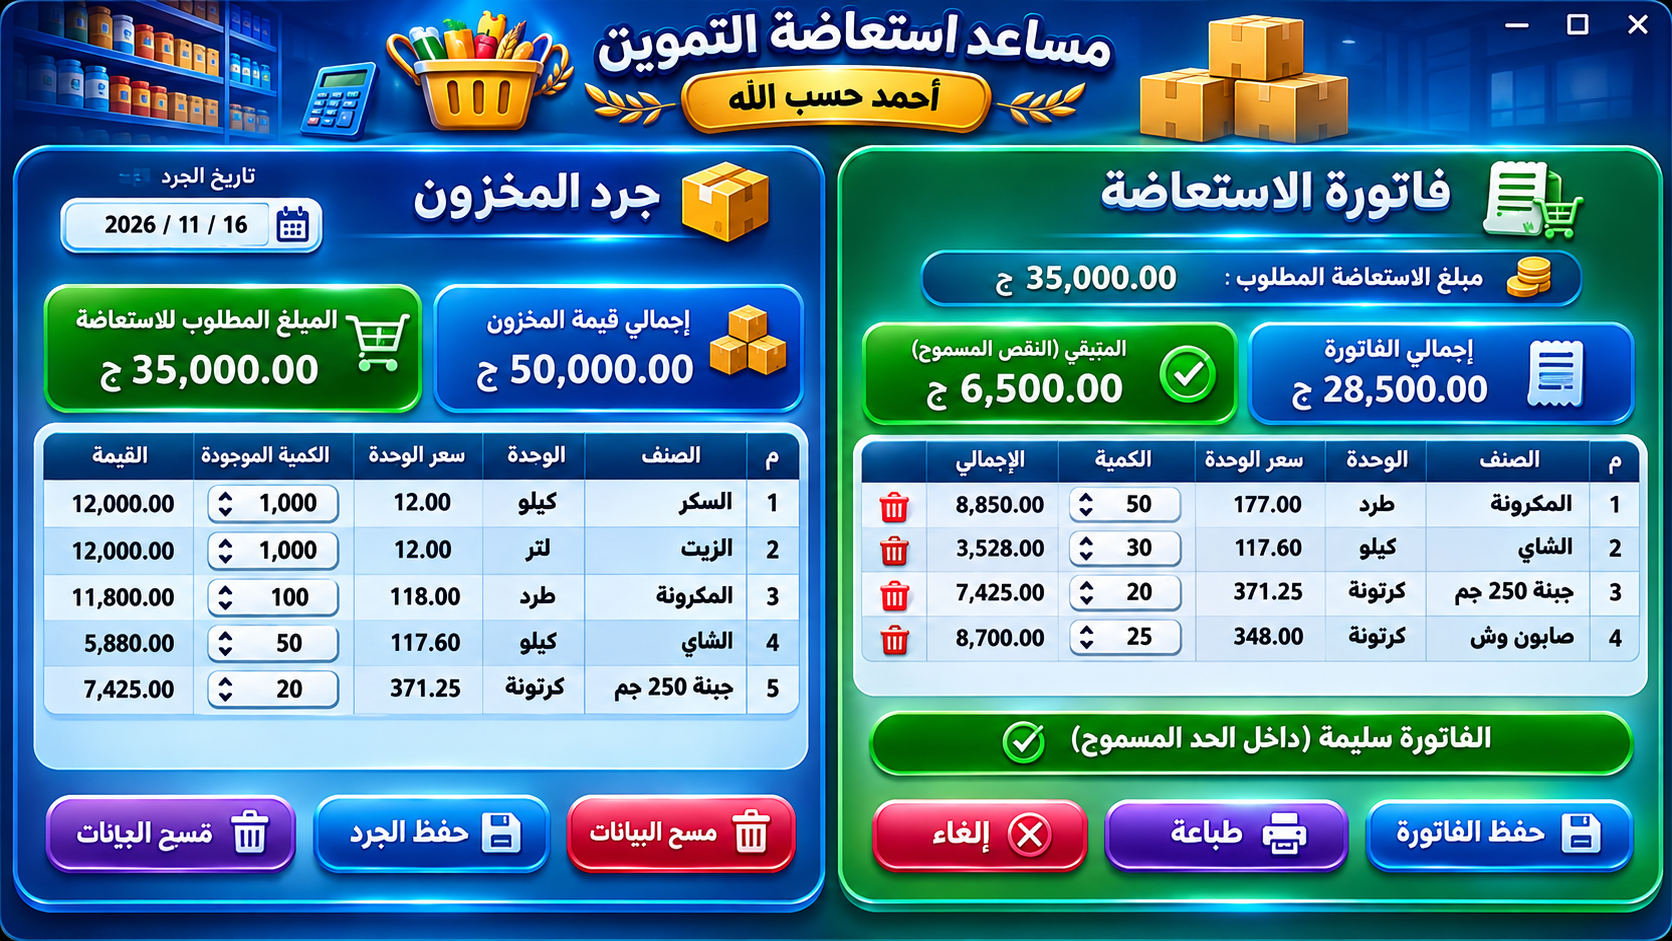 مساعد استعاضة التموين
أحمد حسب الله
فاتورة الاستعاضة
مبلغ الاستعاضة المطلوب : 35,000.00 ج
إجمالي الفاتورة
28,500.00 ج
المتبقي (النقص المسموح)
6,500.00 ج
م الصنف الوحدة سعر الوحدة الكمية الإجمالي
1 المكرونة طرد 177.00 50 8,850.00
2 الشاي كيلو 117.60 30 3,528.00
3 جبنة 250 جم كرتونة 371.25 20 7,425.00
4 صابون وش كرتونة 348.00 25 8,700.00
الفاتورة سليمة (داخل الحد المسموح)
حفظ الفاتورة
طباعة
إلغاء
جرد المخزون
تاريخ الجرد
16 / 11 / 2026
إجمالي قيمة المخزون
50,000.00 ج
الميلغ المطلوب للاستعاضة
35,000.00 ج
م الصنف الوحدة سعر الوحدة الكمية الموجودة القيمة
1 السكر كيلو 12.00 1,000 12,000.00
2 الزيت لتر 12.00 1,000 12,000.00
3 المكرونة طرد 118.00 100 11,800.00
4 الشاي كيلو 117.60 50 5,880.00
5 جبنة 250 جم كرتونة 371.25 20 7,425.00
مسح البيانات
حفظ الجرد
البيانات